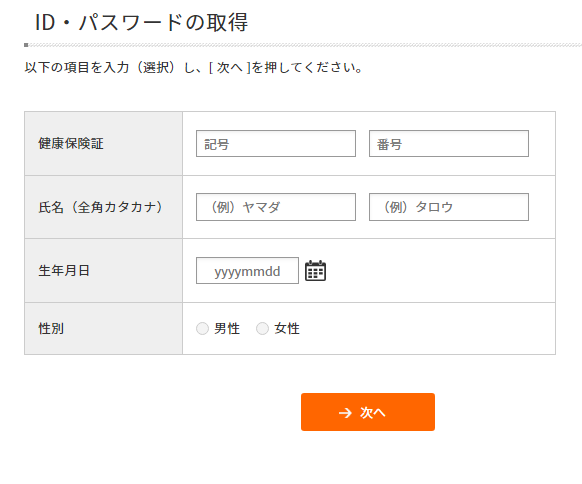 ID・パスワードの取得
以下の項目を入力（選択）し、[ 次へ ]を押してください。
健康保険証 記号 番号
氏名（全角カタカナ） （例）ヤマダ （例）タロウ
生年月日 yyyymmdd
性別 男性 女性
次へ